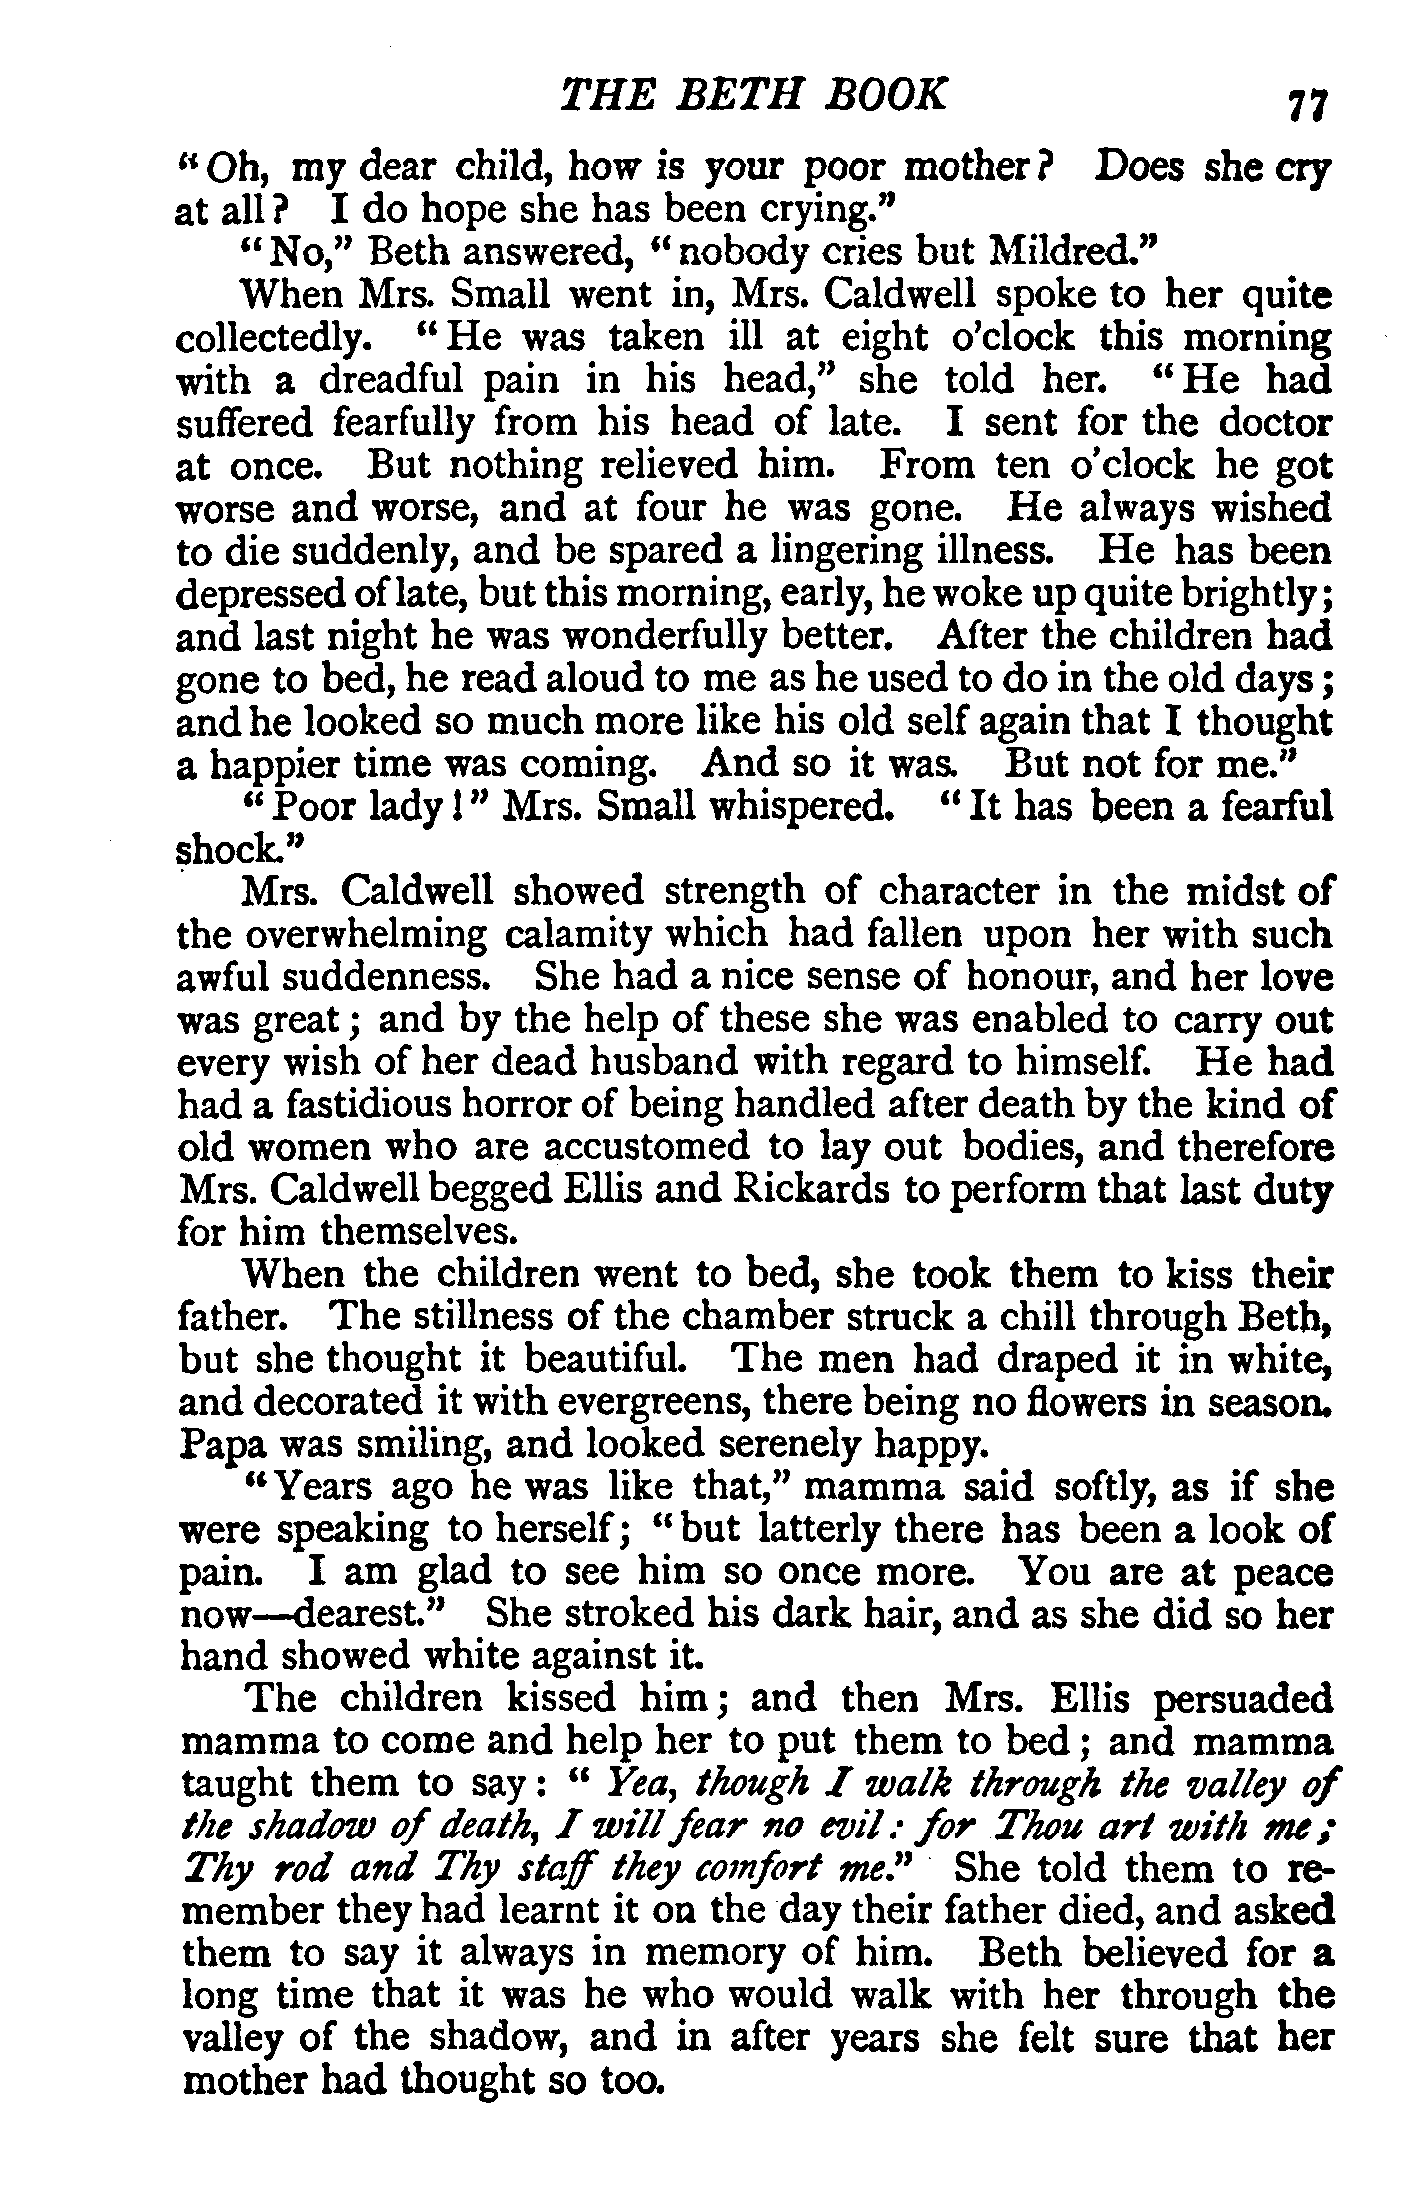 THE BETH BOOK 77
"Oh, my dear child, how is your poor mother? Does she cry
at all? I do hope she has been crying."
"No," Beth answered, "nobody cries but Mildred."
When Mrs. Small went in, Mrs. Caldwell spoke to her quite
collectedly. "He was taken ill at eight o'clock this morning
with a dreadful pain in his head," she told her. "He had
suffered fearfully from his head of late. I sent for the doctor
at once. But nothing relieved him. From ten o'clock he got
worse and worse, and at four he was gone. He always wished
to die suddenly, and be spared a lingering illness. He has been
depressed of late, but this morning, early, he woke up quite brightly;
and last night he was wonderfully better. After the children had
gone to bed, he read aloud to me as he used to do in the old days;
and he looked so much more like his old self again that I thought
a happier time was coming. And so it was. But not for me."
"Poor lady!" Mrs. Small whispered. "It has been a fearful
shock."
Mrs. Caldwell showed strength of character in the midst of
the overwhelming calamity which had fallen upon her with such
awful suddenness. She had a nice sense of honour, and her love
was great; and by the help of these she was enabled to carry out
every wish of her dead husband with regard to himself. He had
had a fastidious horror of being handled after death by the kind of
old women who are accustomed to lay out bodies, and therefore
Mrs. Caldwell begged Ellis and Rickards to perform that last duty
for him themselves.
When the children went to bed, she took them to kiss their
father. The stillness of the chamber struck a chill through Beth,
but she thought it beautiful. The men had draped it in white,
and decorated it with evergreens, there being no flowers in season.
Papa was smiling, and looked serenely happy.
"Years ago he was like that," mamma said softly, as if she
were speaking to herself; "but latterly there has been a look of
pain. I am glad to see him so once more. You are at peace
now—dearest." She stroked his dark hair, and as she did so her
hand showed white against it.
The children kissed him; and then Mrs. Ellis persuaded
mamma to come and help her to put them to bed; and mamma
taught them to say: "Yea, though I walk through the valley of
the shadow of death, I will fear no evil: for Thou art with me;
Thy rod and Thy staff they comfort me." She told them to re-
member they had learnt it on the day their father died, and asked
them to say it always in memory of him. Beth believed for a
long time that it was he who would walk with her through the
valley of the shadow, and in after years she felt sure that her
mother had thought so too.